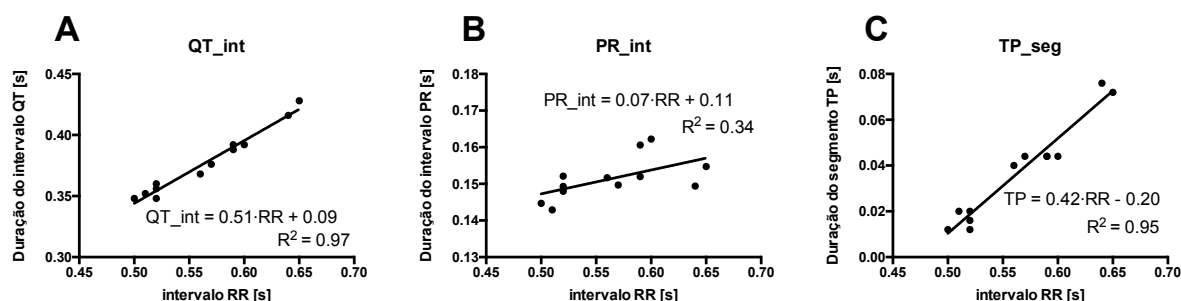 A
QT_int
Duração do intervalo QT [s]
0.45
0.40
0.35
0.30
QT_int = 0.51·RR + 0.09
R² = 0.97
0.45 0.50 0.55 0.60 0.65 0.70
intervalo RR [s]
B
PR_int
Duração do intervalo PR [s]
0.18
0.16
0.15
0.14
0.13
PR_int = 0.07·RR + 0.11
R² = 0.34
0.45 0.50 0.55 0.60 0.65 0.70
intervalo RR [s]
C
TP_seg
Duração do segmento TP [s]
0.08
0.06
0.04
0.02
0.00
TP = 0.42·RR - 0.20
R² = 0.95
0.45 0.50 0.55 0.60 0.65 0.70
intervalo RR [s]